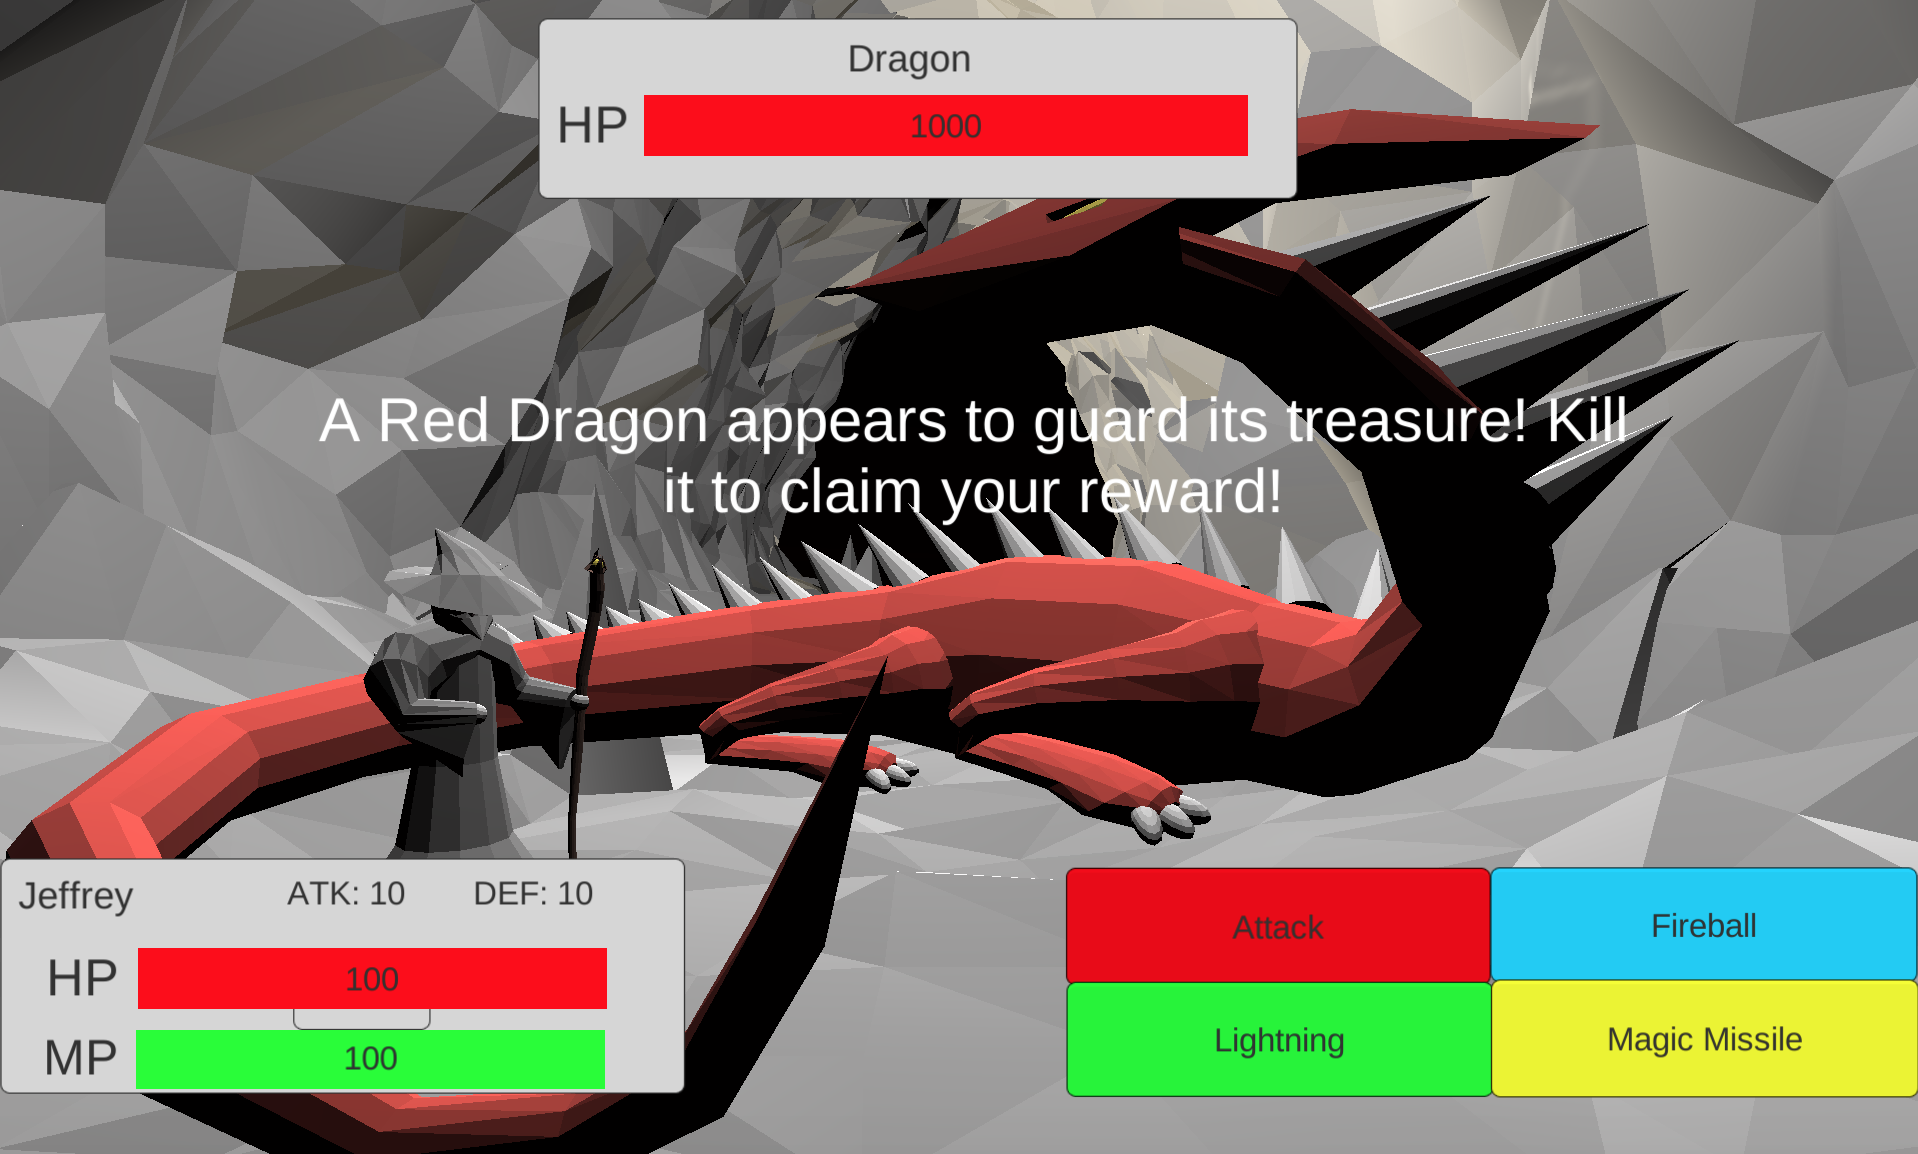 Dragon
HP 1000
A Red Dragon appears to guard its treasure! Kill
it to claim your reward!
Jeffrey ATK: 10 DEF: 10
HP 100
MP 100
Attack Fireball
Lightning Magic Missile